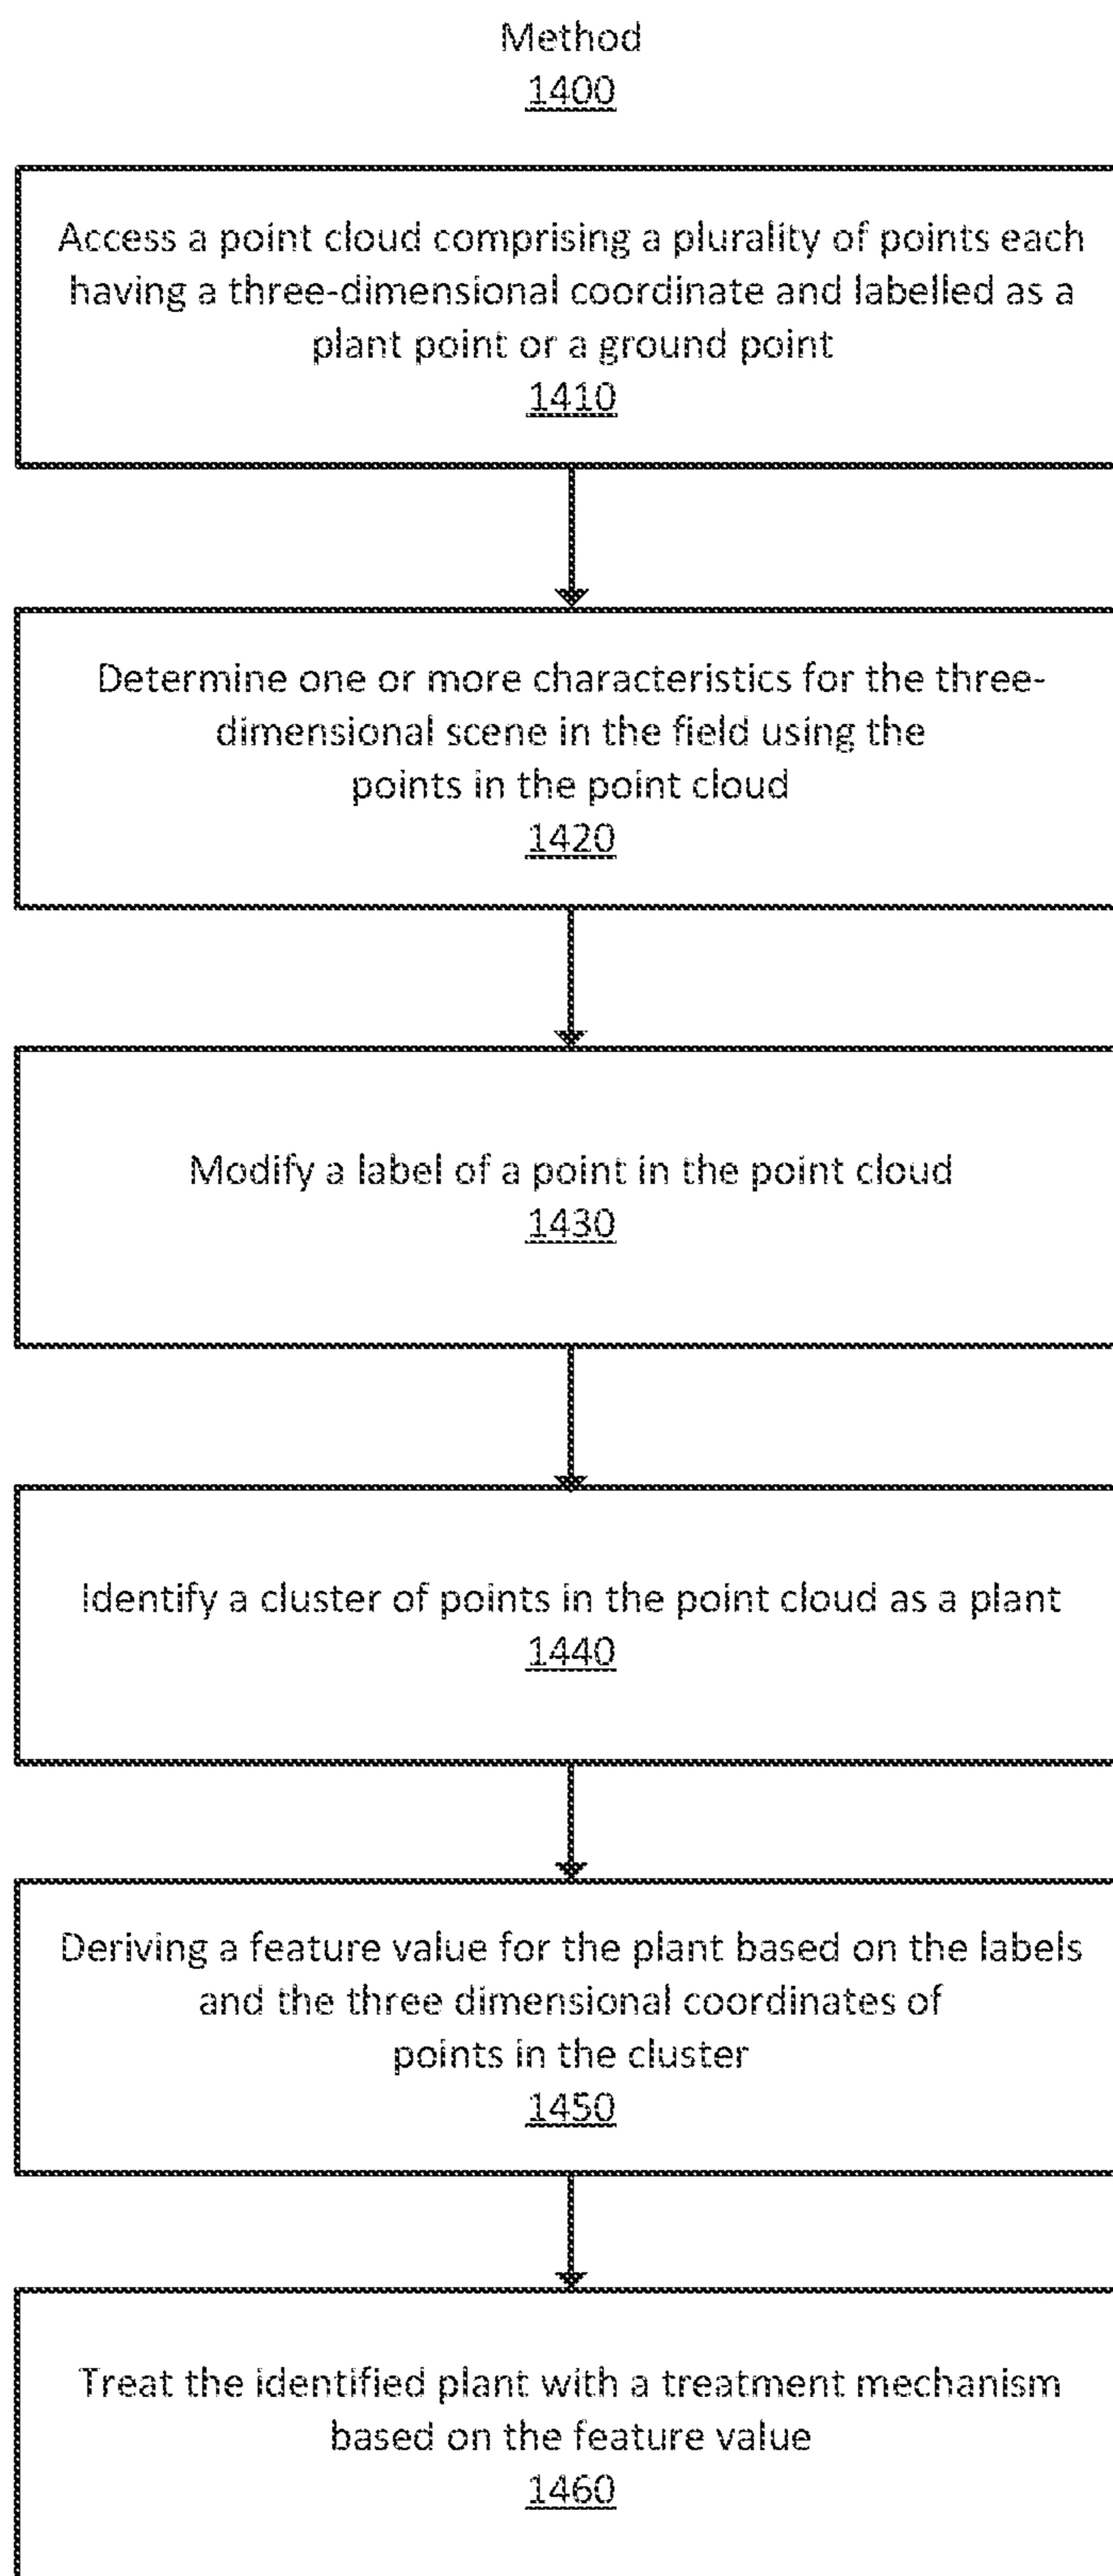 Method
1400
Access a point cloud comprising a plurality of points each
having a three-dimensional coordinate and labelled as a
plant point or a ground point
1410
Determine one or more characteristics for the three-
dimensional scene in the field using the
points in the point cloud
1420
Modify a label of a point in the point cloud
1430
Identify a cluster of points in the point cloud as a plant
1440
Deriving a feature value for the plant based on the labels
and the three dimensional coordinates of
points in the cluster
1450
Treat the identified plant with a treatment mechanism
based on the feature value
1460